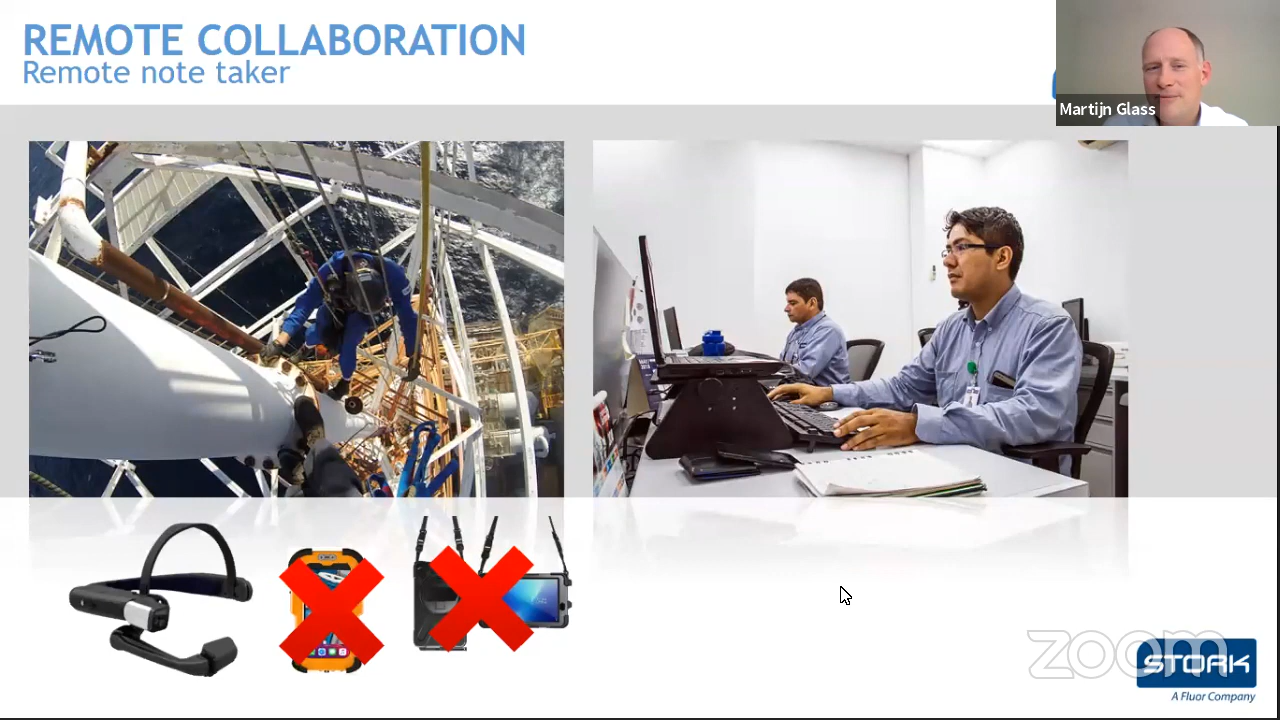 REMOTE COLLABORATION
Remote note taker
Martijn Glass
zoom
STORK
A Fluor Company